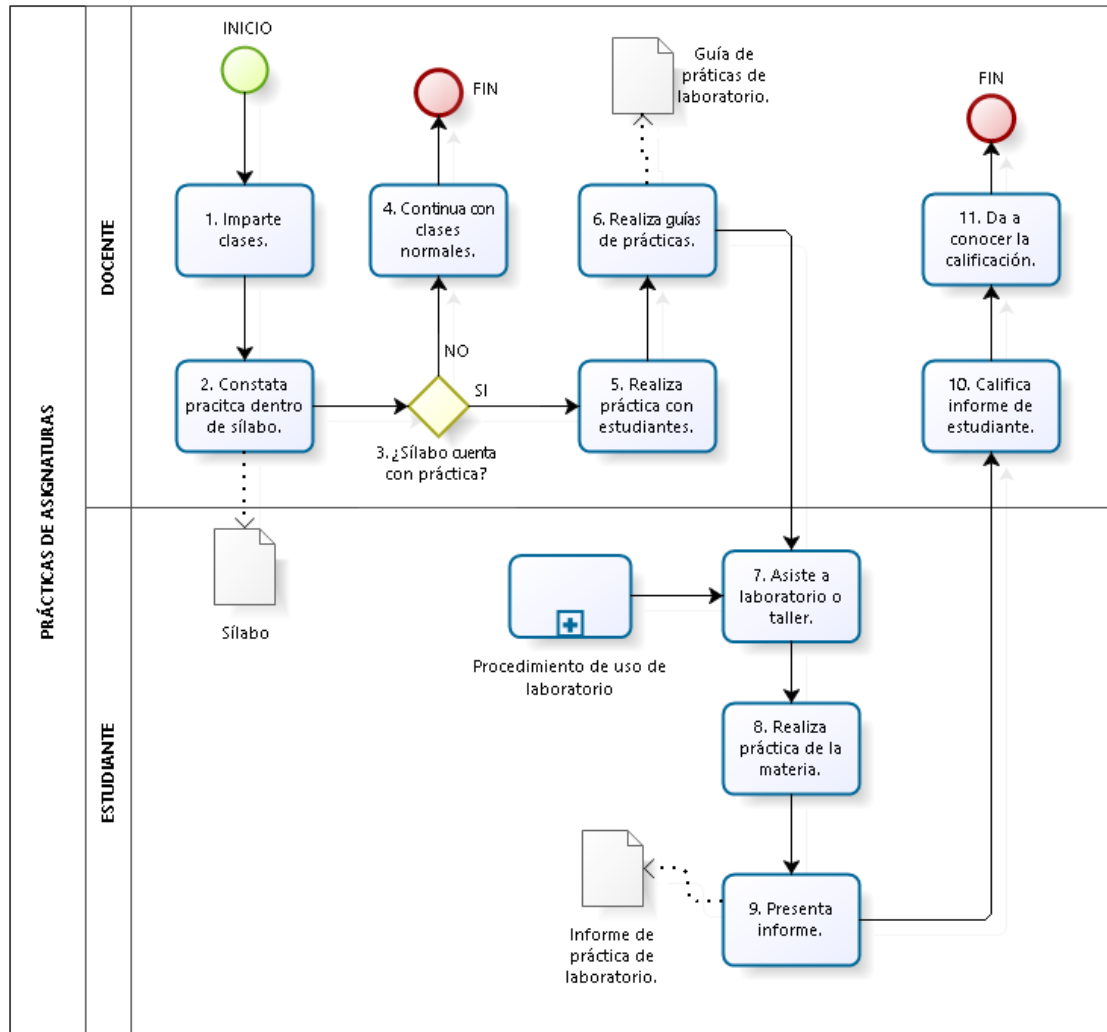 PRÁCTICAS DE ASIGNATURAS
DOCENTE
INICIO
1. Imparte
clases.
2. Constata
pracitca dentro
de sílabo.
Sílabo
3. ¿Sílabo cuenta
con práctica?
NO
SI
4. Continua con
clases
normales.
FIN
5. Realiza
práctica con
estudiantes.
6. Realiza guías
de prácticas.
Guía de
práticas de
laboratorio.
ESTUDIANTE
Procedimiento de uso de
laboratorio
7. Asiste a
laboratorio o
taller.
8. Realiza
práctica de la
materia.
9. Presenta
informe.
Informe de
práctica de
laboratorio.
10. Califica
informe de
estudiante.
11. Da a
conocer la
calificación.
FIN